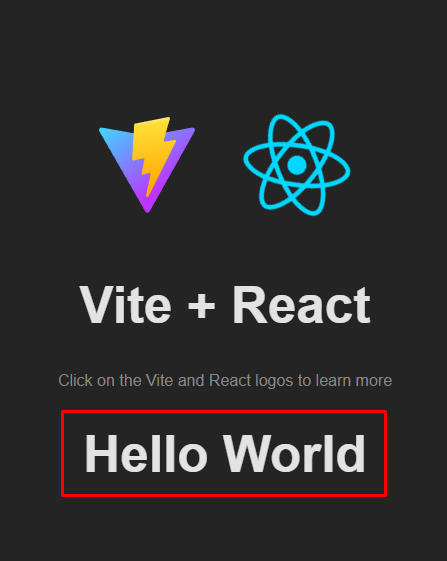 Vite + React
Click on the Vite and React logos to learn more
Hello World